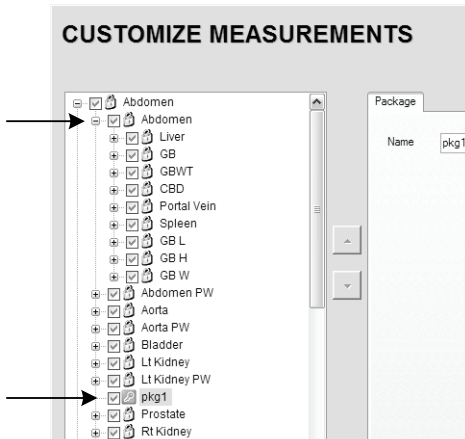 CUSTOMIZE MEASUREMENTS
Abdomen
Abdomen
Liver
GB
GBWT
CBD
Portal Vein
Spleen
GB L
GB H
GB W
Abdomen PW
Aorta
Aorta PW
Bladder
Lt Kidney
Lt Kidney PW
pkg1
Prostate
Rt Kidney
Package
Name pkg1